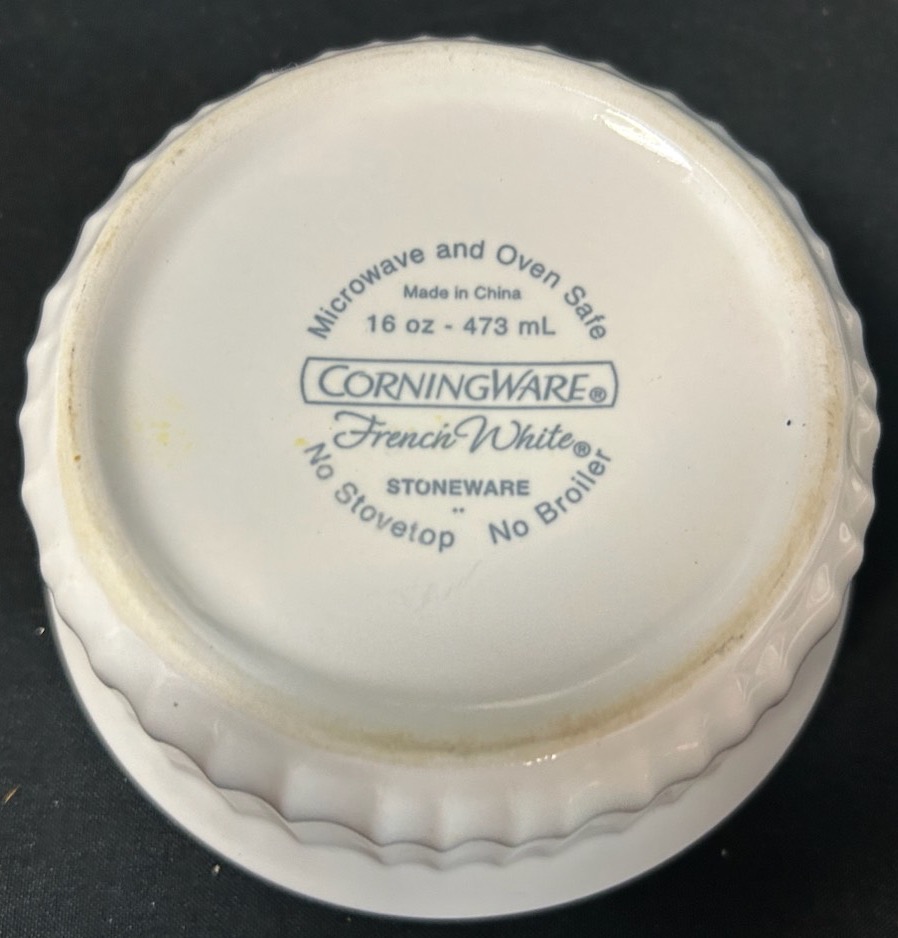 Microwave and Oven Safe
Made in China
16 oz - 473 mL
CORNINGWARE®
French White®
STONEWARE
No Stovetop No Broiler